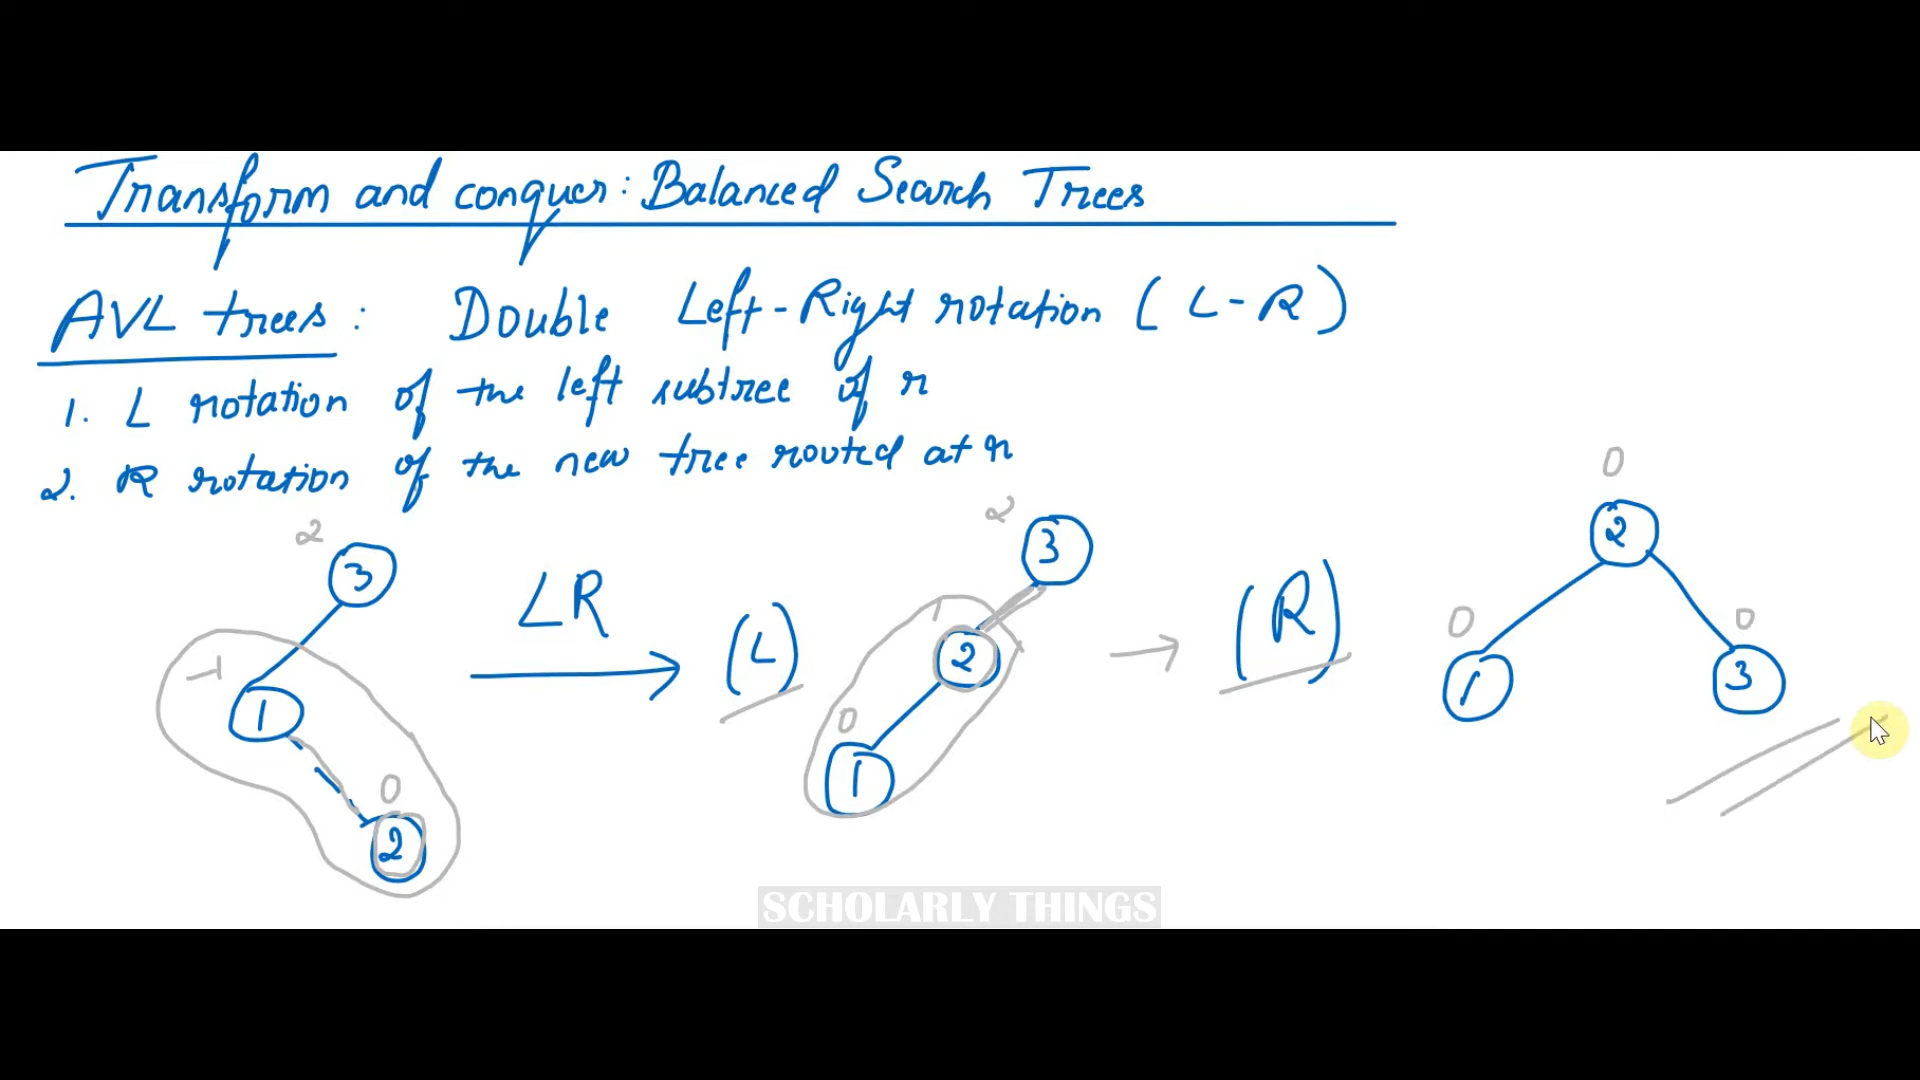 Transform and conquer: Balanced Search Trees
AVL trees: Double Left-Right rotation (L-R)
1. L rotation of the left subtree of r
2. R rotation of the new tree routed at r
2
3
-1
1
0
2
LR
(L)
2
3
1
2
0
1
→ (R)
0
2
0
1
0
3
SCHOLARLY THINGS